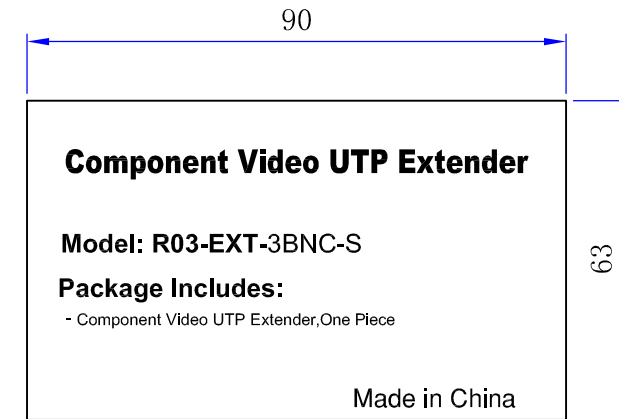 90
Component Video UTP Extender
Model: R03-EXT-3BNC-S
63
Package Includes:
- Component Video UTP Extender,One Piece
Made in China